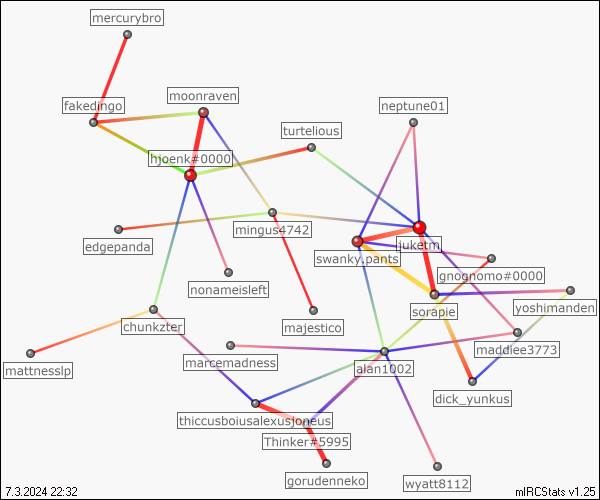 mercurybro
moonraven
fakedingo
neptune01
turtelious
hjoenk#0000
mingus4742
iuketm
edgepanda
swanky.pants
gnognomo#0000
nonameisleft
sorapie
yoshimanden
chunkzter
majestico
maddiee3773
marcemadness
mattnesslp
alan1002
dick_yunkus
thiccusboiusalexusjoneus
Thinker#5995
gorudenneko
wyatt8112
7.3.2024 22:32
mIRCStats v1.25